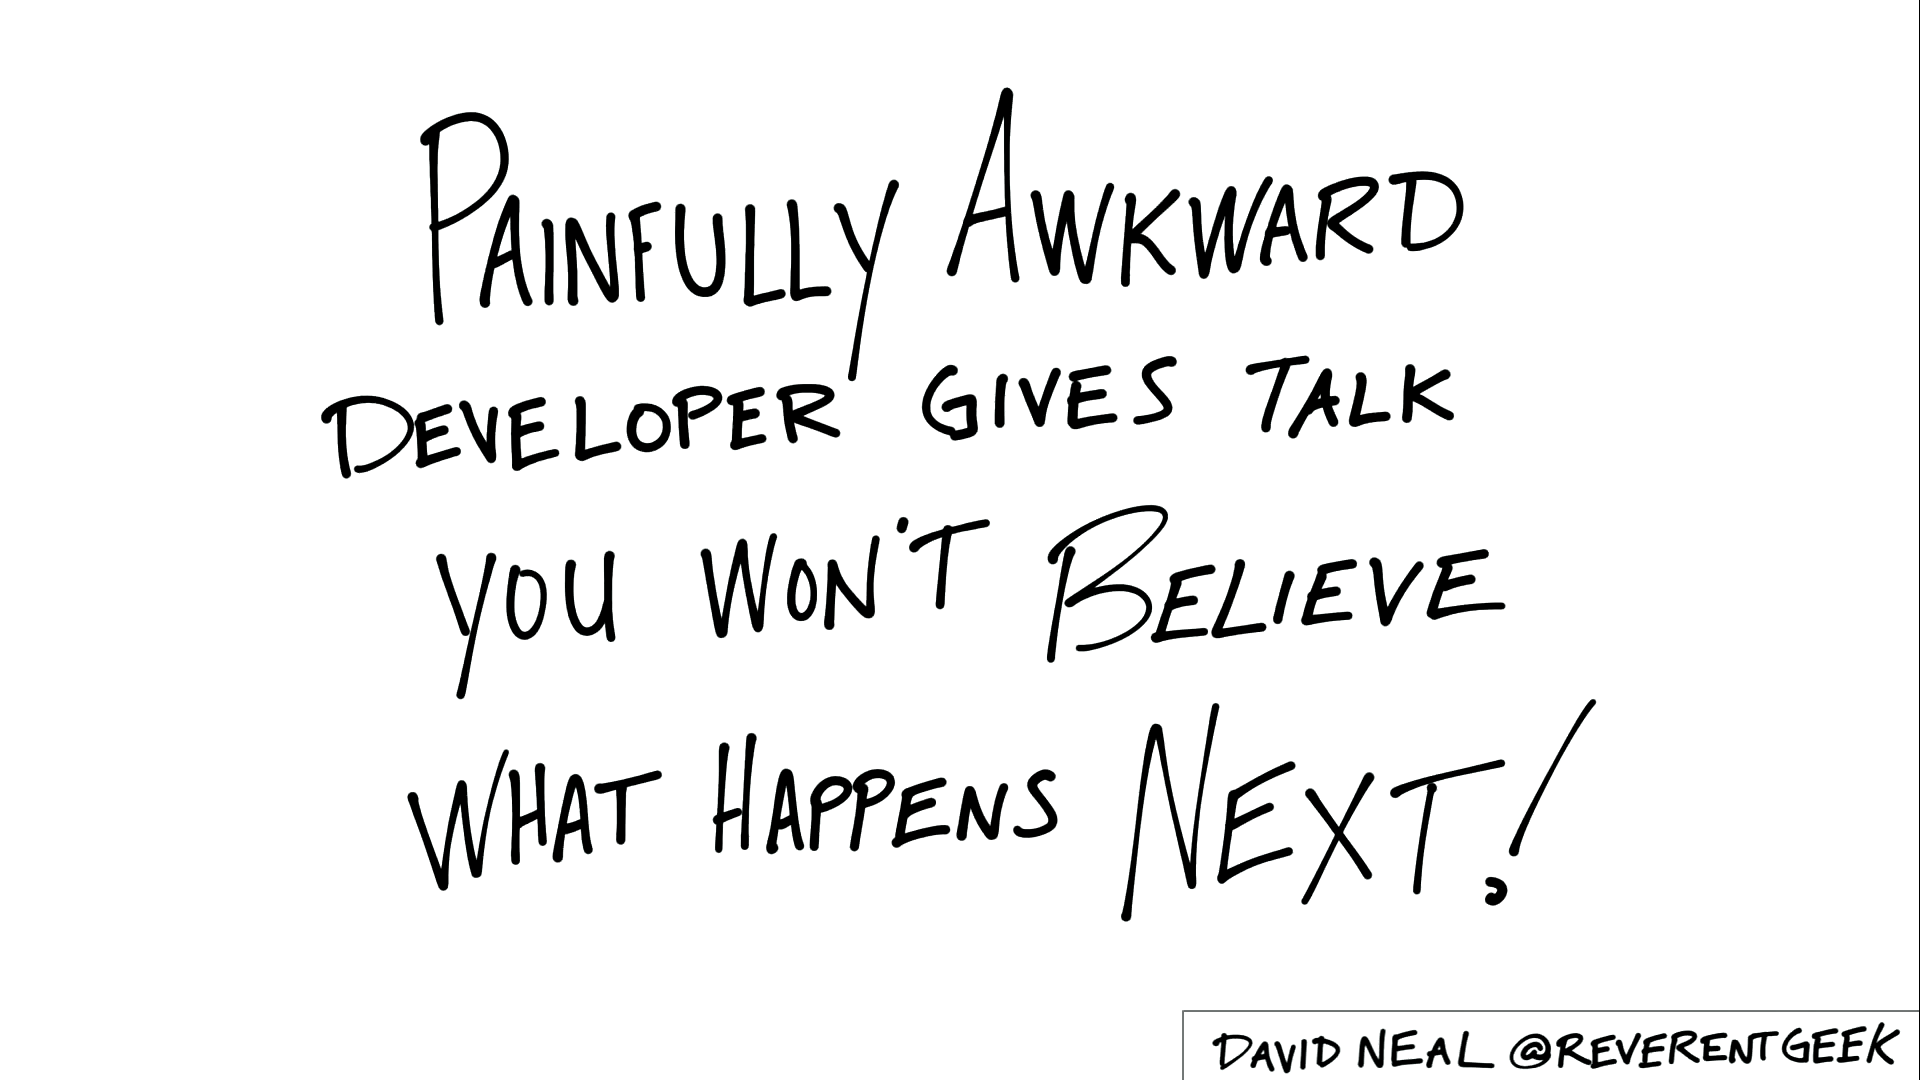 PAINFULLY AWKWARD
DEVELOPER GIVES TALK
YOU WON'T BELIEVE
WHAT HAPPENS NEXT!
DAVID NEAL @REVERENTGEEK